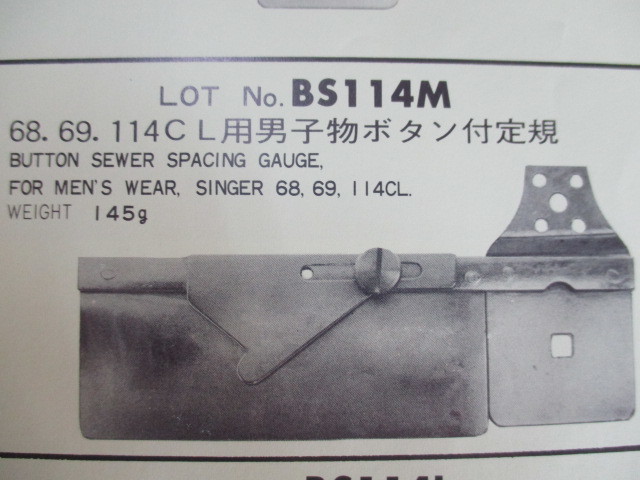 LOT No. BS114M
68. 69. 114CL用男子物ボタン付定規
BUTTON SEWER SPACING GAUGE,
FOR MEN'S WEAR, SINGER 68, 69, 114CL.
WEIGHT 145g